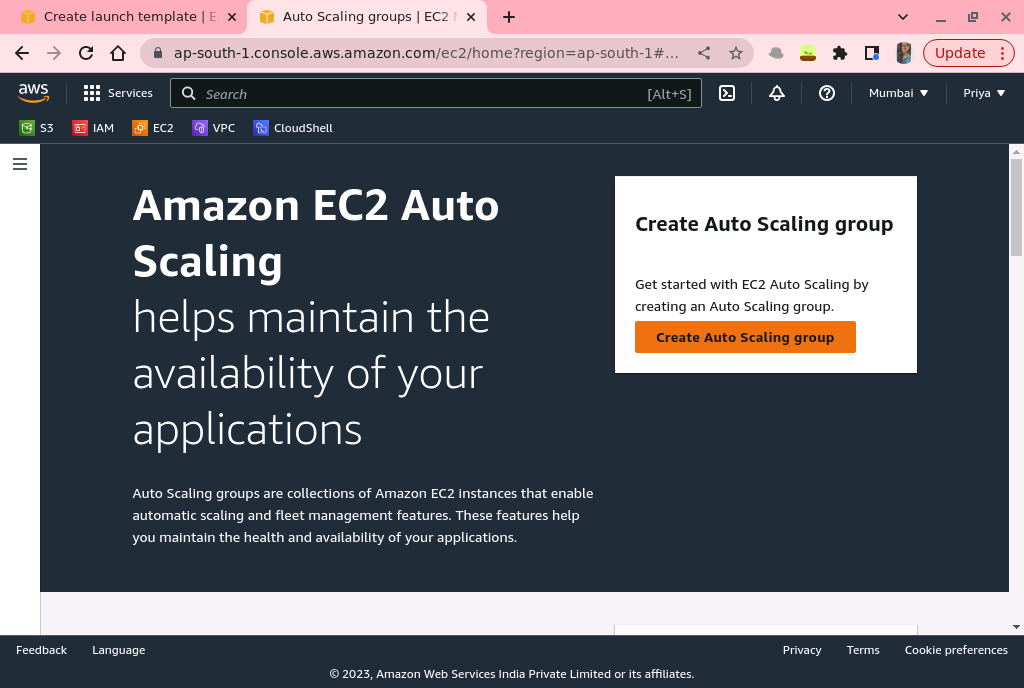 Create launch template | E
Auto Scaling groups | EC2
ap-south-1.console.aws.amazon.com/ec2/home?region=ap-south-1#...
Update
aws
Services
Search
[Alt+S]
Mumbai
Priya
S3
IAM
EC2
VPC
CloudShell
Amazon EC2 Auto
Scaling
helps maintain the
availability of your
applications
Auto Scaling groups are collections of Amazon EC2 instances that enable
automatic scaling and fleet management features. These features help
you maintain the health and availability of your applications.
Create Auto Scaling group
Get started with EC2 Auto Scaling by
creating an Auto Scaling group.
Create Auto Scaling group
Feedback
Language
Privacy
Terms
Cookie preferences
© 2023, Amazon Web Services India Private Limited or its affiliates.